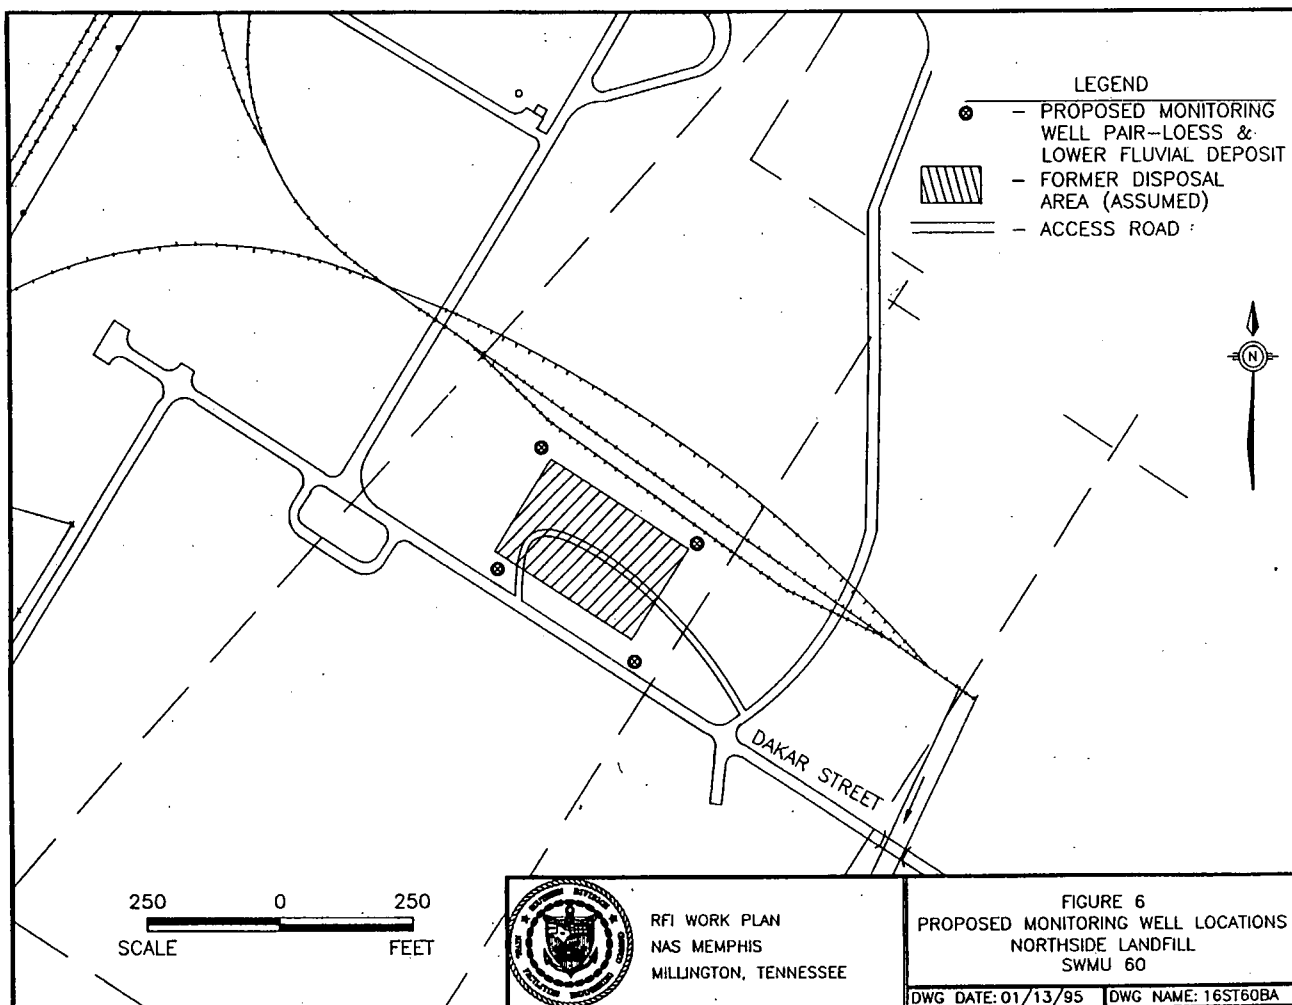 LEGEND
– PROPOSED MONITORING
WELL PAIR–LOESS &
LOWER FLUVIAL DEPOSIT
– FORMER DISPOSAL
AREA (ASSUMED)
– ACCESS ROAD
N
DAKAR STREET
250 0 250
SCALE FEET
RFI WORK PLAN
NAS MEMPHIS
MILLINGTON, TENNESSEE
FIGURE 6
PROPOSED MONITORING WELL LOCATIONS
NORTHSIDE LANDFILL
SWMU 60
DWG DATE: 01/13/95 DWG NAME: 16ST60BA